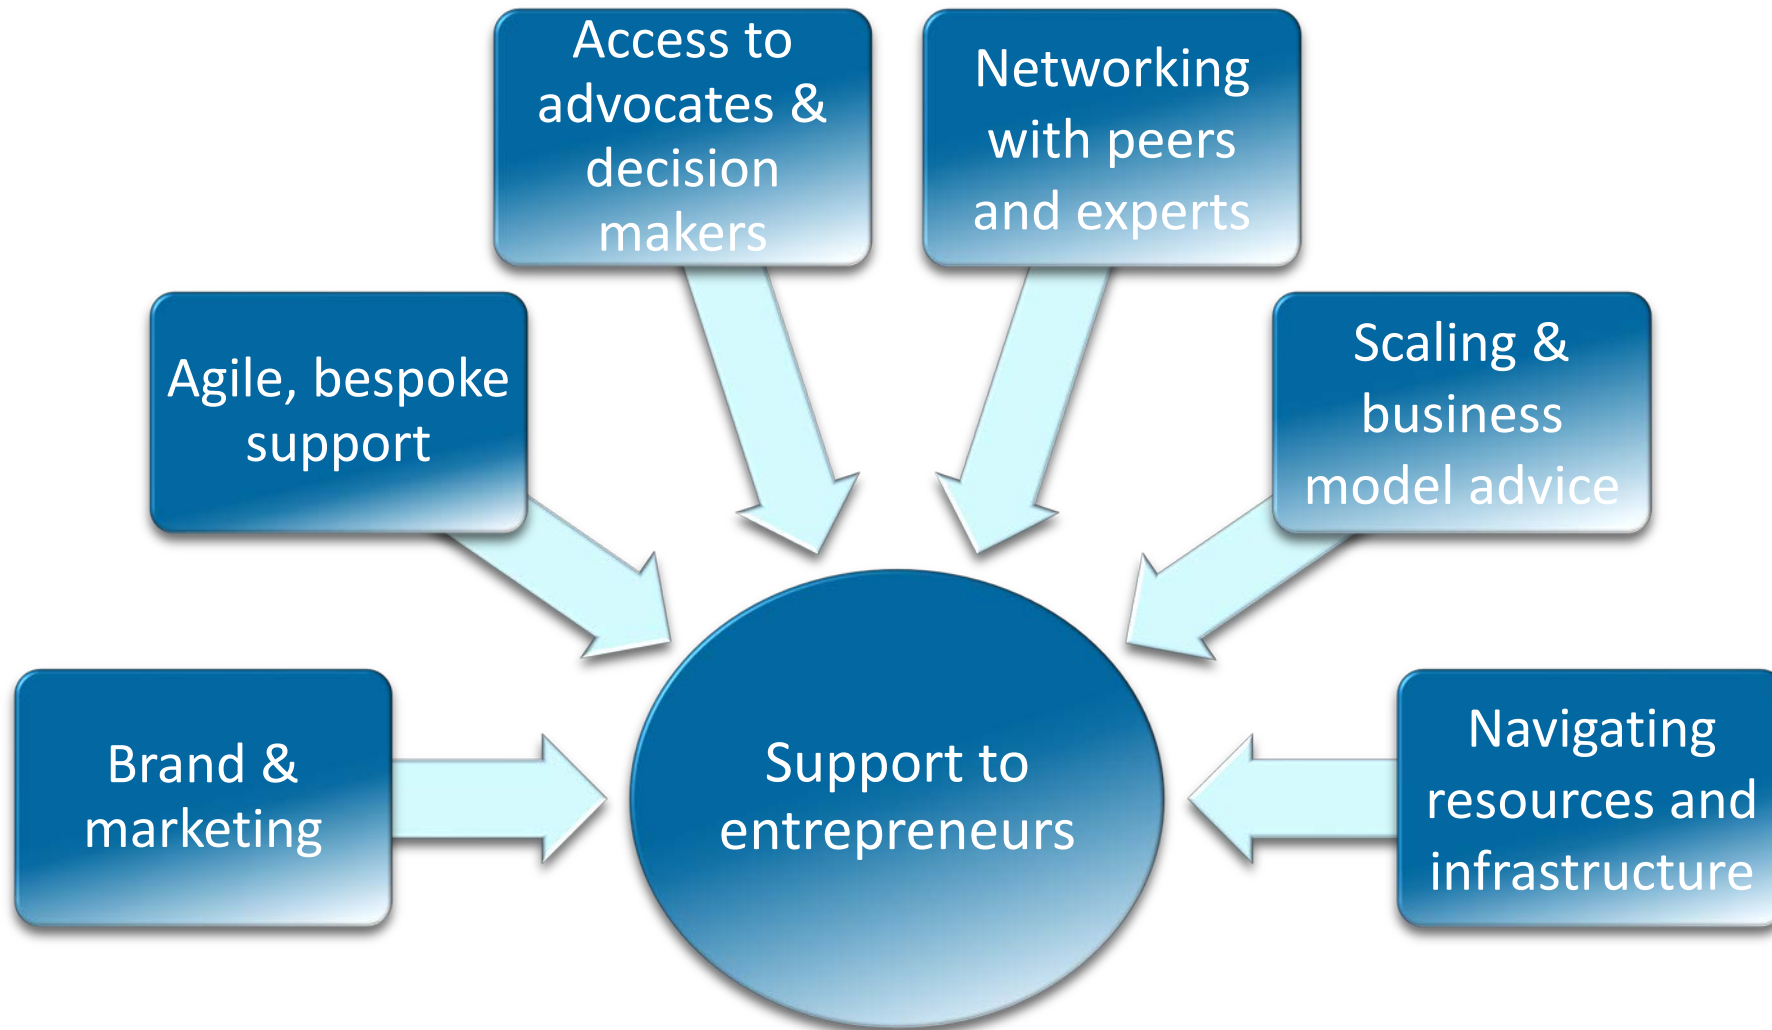 Access to
advocates &
decision
makers
Networking
with peers
and experts
Agile, bespoke
support
Scaling &
business
model advice
Brand &
marketing
Support to
entrepreneurs
Navigating
resources and
infrastructure